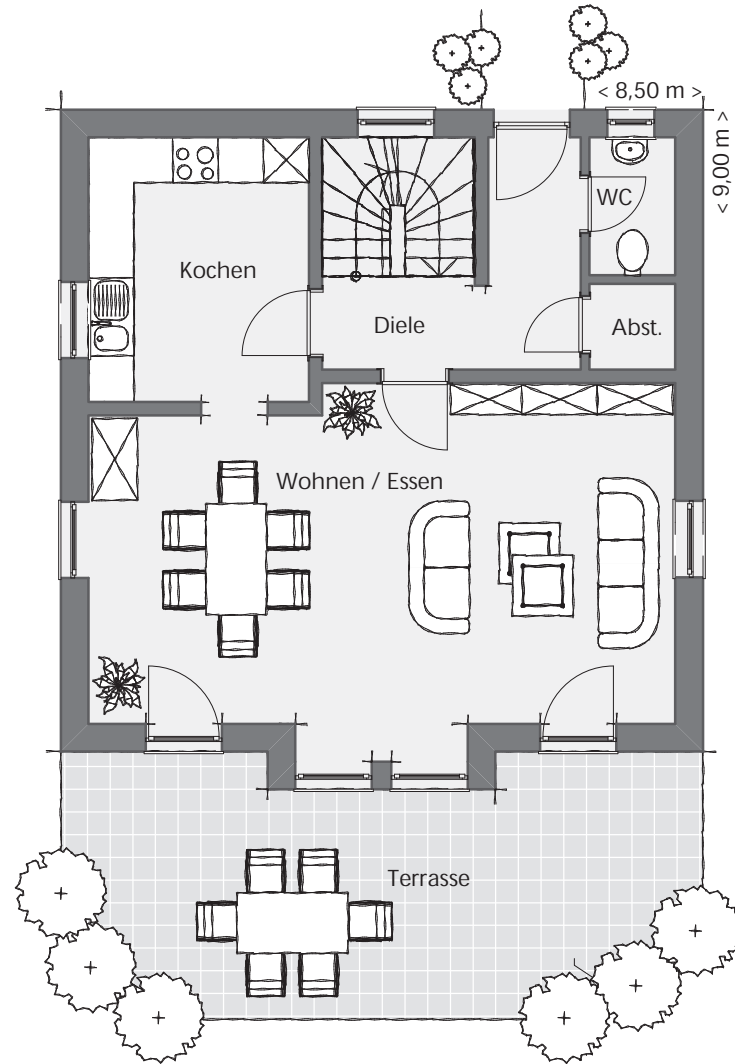 < 8,50 m >
< 9,00 m >
WC
Kochen
Diele
Abst.
Wohnen / Essen
Terrasse